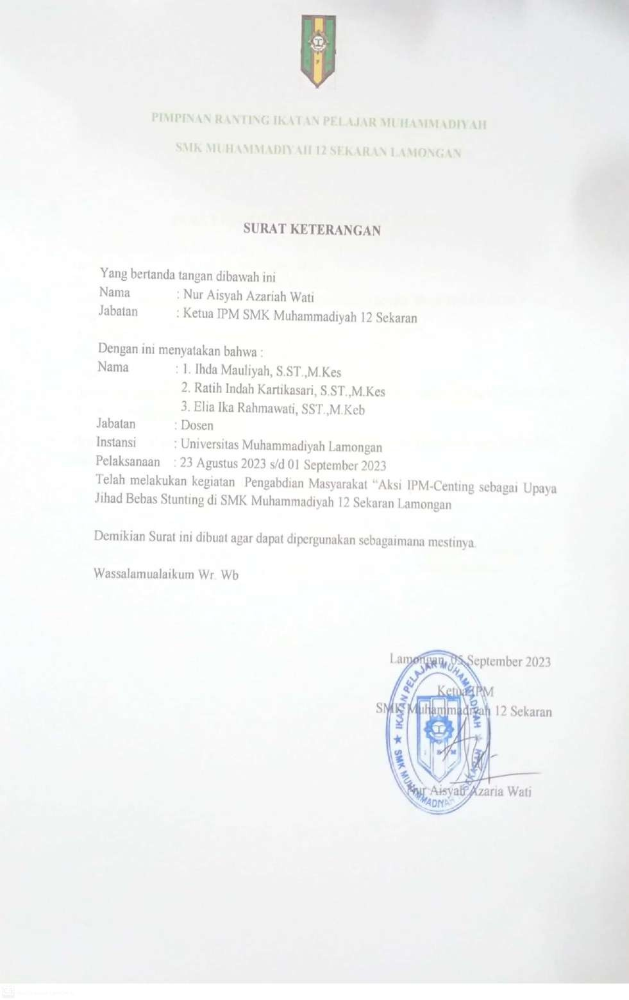 PIMPINAN RANTING IKATAN PELAJAR MUHAMMADIYAH
SMK MUHAMMADIYAH 12 SEKARAN LAMONGAN
SURAT KETERANGAN
Yang bertanda tangan dibawah ini
Nama : Nur Aisyah Azariah Wati
Jabatan : Ketua IPM SMK Muhammadiyah 12 Sekaran
Dengan ini menyatakan bahwa :
Nama : 1. Ihda Mauliyah, S.ST.,M.Kes
2. Ratih Indah Kartikasari, S.ST.,M.Kes
3. Elia Ika Rahmawati, SST.,M.Keb
Jabatan : Dosen
Instansi : Universitas Muhammadiyah Lamongan
Pelaksanaan : 23 Agustus 2023 s/d 01 September 2023
Telah melakukan kegiatan Pengabdian Masyarakat “Aksi IPM-Centing sebagai Upaya
Jihad Bebas Stunting di SMK Muhammadiyah 12 Sekaran Lamongan
Demikian Surat ini dibuat agar dapat dipergunakan sebagaimana mestinya.
Wassalamualaikum Wr. Wb
Lamongan, 05 September 2023
Ketua IPM
SMK Muhammadiyah 12 Sekaran
IKATAN PELAJAR MUHAMMADIYAH
SMK MUHAMMADIYAH SEKARAN
Nur Aisyah Azaria Wati